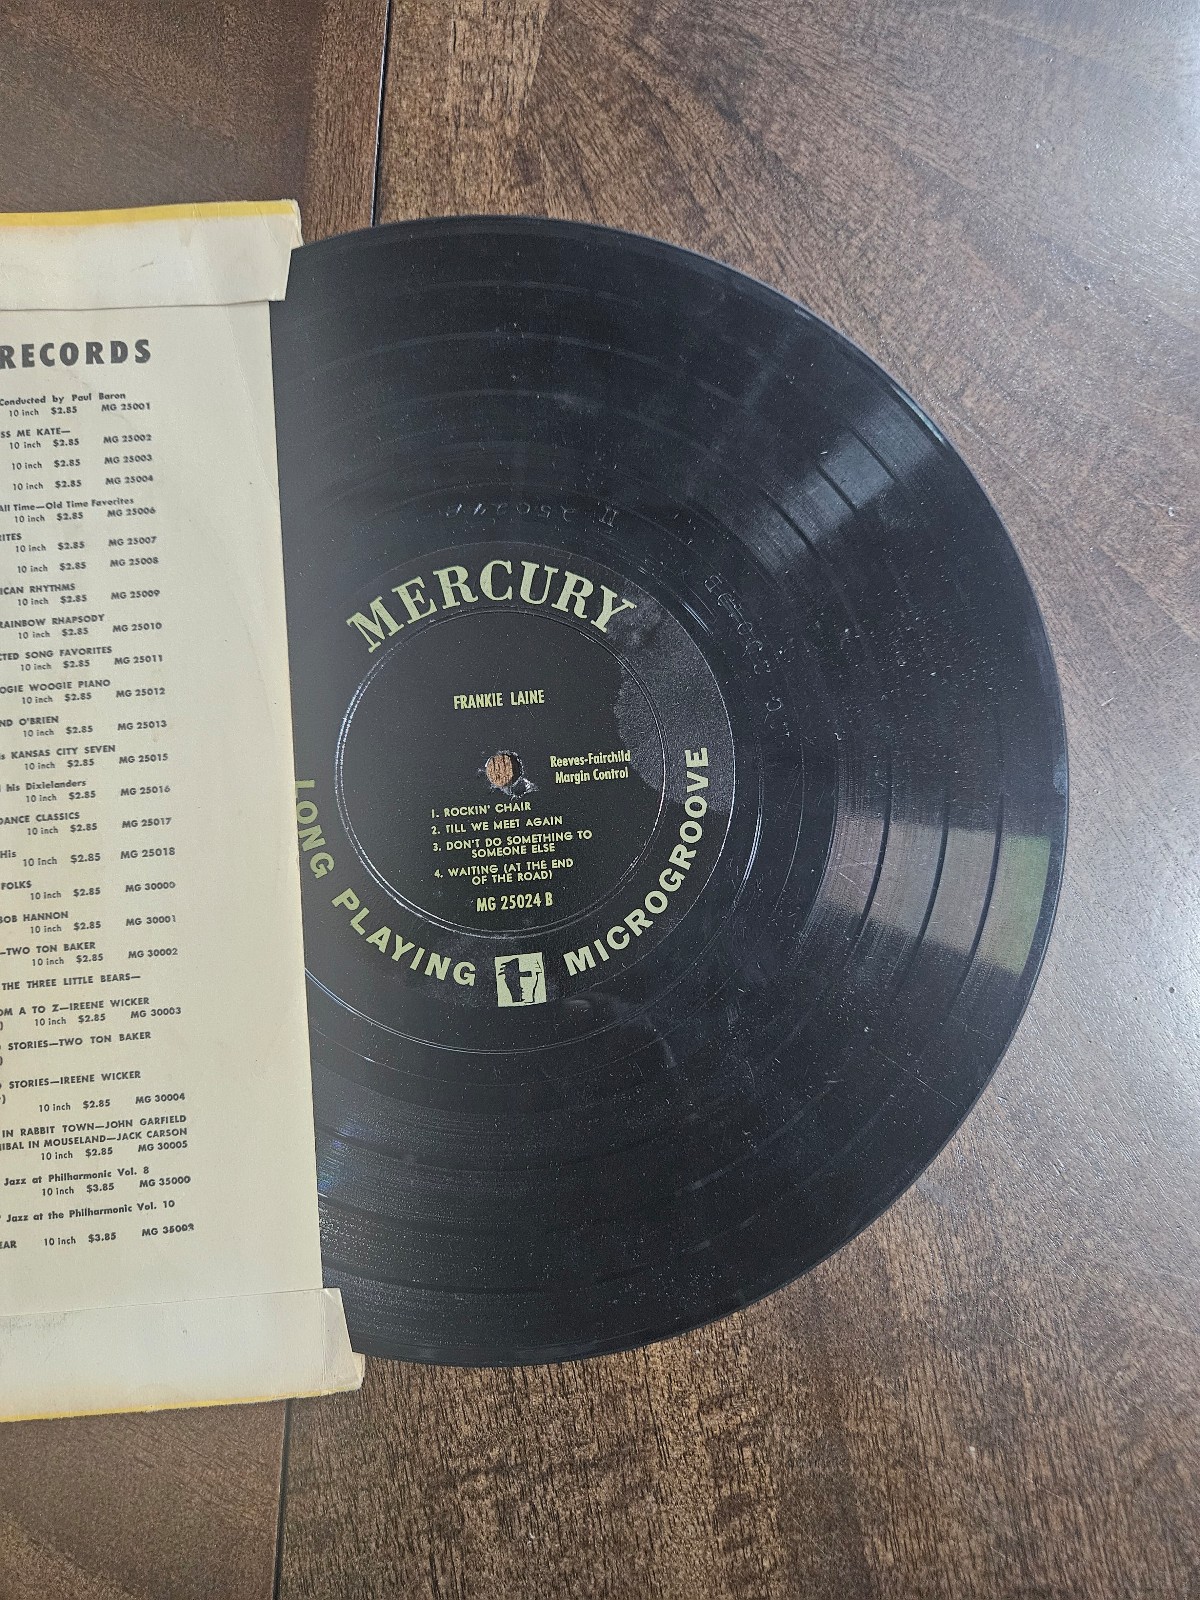 RECORDS
Conducted by Paul Baron
10 inch $2.85 MG 25001
SS ME KATE—
10 inch $2.85 MG 25002
10 inch $2.85 MG 25003
10 inch $2.85 MG 25004
All Time—Old Time Favorites
10 inch $2.85 MG 25006
RITES
10 inch $2.85 MG 25007
10 inch $2.85 MG 25008
ICAN RHYTHMS
10 inch $2.85 MG 25009
RAINBOW RHAPSODY
10 inch $2.85 MG 25010
CTED SONG FAVORITES
10 inch $2.85 MG 25011
OGIE WOOGIE PIANO
10 inch $2.85 MG 25012
ND O'BRIEN
10 inch $2.85 MG 25013
s KANSAS CITY SEVEN
10 inch $2.85 MG 25015
his Dixielanders
10 inch $2.85 MG 25016
DANCE CLASSICS
10 inch $2.85 MG 25017
His
10 inch $2.85 MG 25018
FOLKS
10 inch $2.85 MG 30000
BOB HANNON
10 inch $2.85 MG 30001
—TWO TON BAKER
10 inch $2.85 MG 30002
THE THREE LITTLE BEARS—
OM A TO Z—IREENE WICKER
) 10 inch $2.85 MG 30003
STORIES—TWO TON BAKER
)
STORIES—IREENE WICKER
)
10 inch $2.85 MG 30004
IN RABBIT TOWN—JOHN GARFIELD
IBAL IN MOUSELAND—JACK CARSON
10 inch $2.85 MG 30005
Jazz at Philharmonic Vol. 8
10 inch $3.85 MG 35000
Jazz at the Philharmonic Vol. 10
EAR 10 inch $3.85 MG 35002
MERCURY
FRANKIE LAINE
Reeves-Fairchild
Margin Control
1. ROCKIN' CHAIR
2. TILL WE MEET AGAIN
3. DON'T DO SOMETHING TO
SOMEONE ELSE
4. WAITING (AT THE END
OF THE ROAD)
MG 25024 B
LONG PLAYING MICROGROOVE